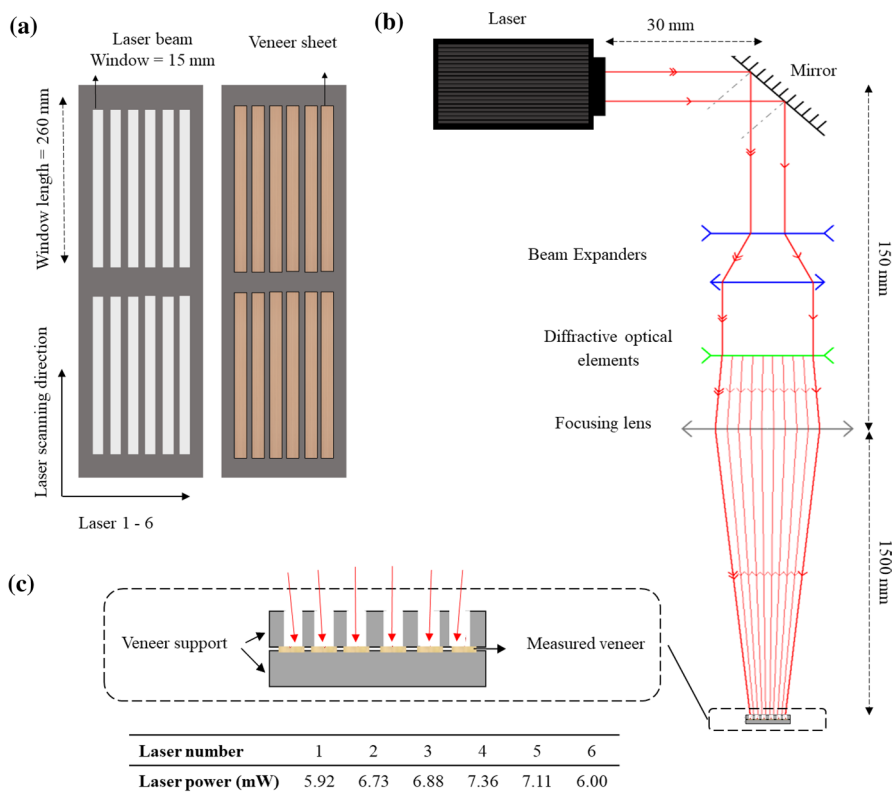 (a)
Laser beam
Window = 15 mm
Veneer sheet
Window length = 260 mm
Laser scanning direction
Laser 1 - 6
(b)
Laser
30 mm
Mirror
150 mm
Beam Expanders
Diffractive optical
elements
Focusing lens
1500 mm
(c)
Veneer support
Measured veneer
Laser number 1 2 3 4 5 6
Laser power (mW) 5.92 6.73 6.88 7.36 7.11 6.00